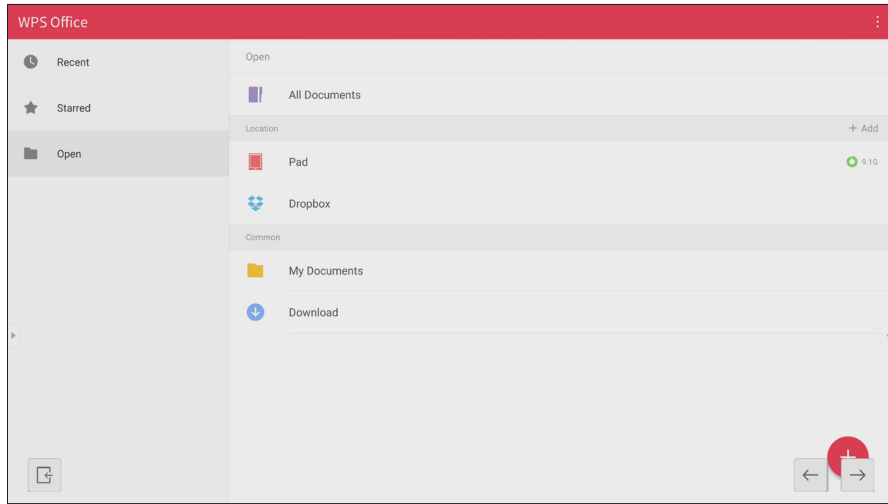 WPS Office
Recent
Starred
Open
Open
All Documents
Location
+ Add
Pad
9.1G
Dropbox
Common
My Documents
Download